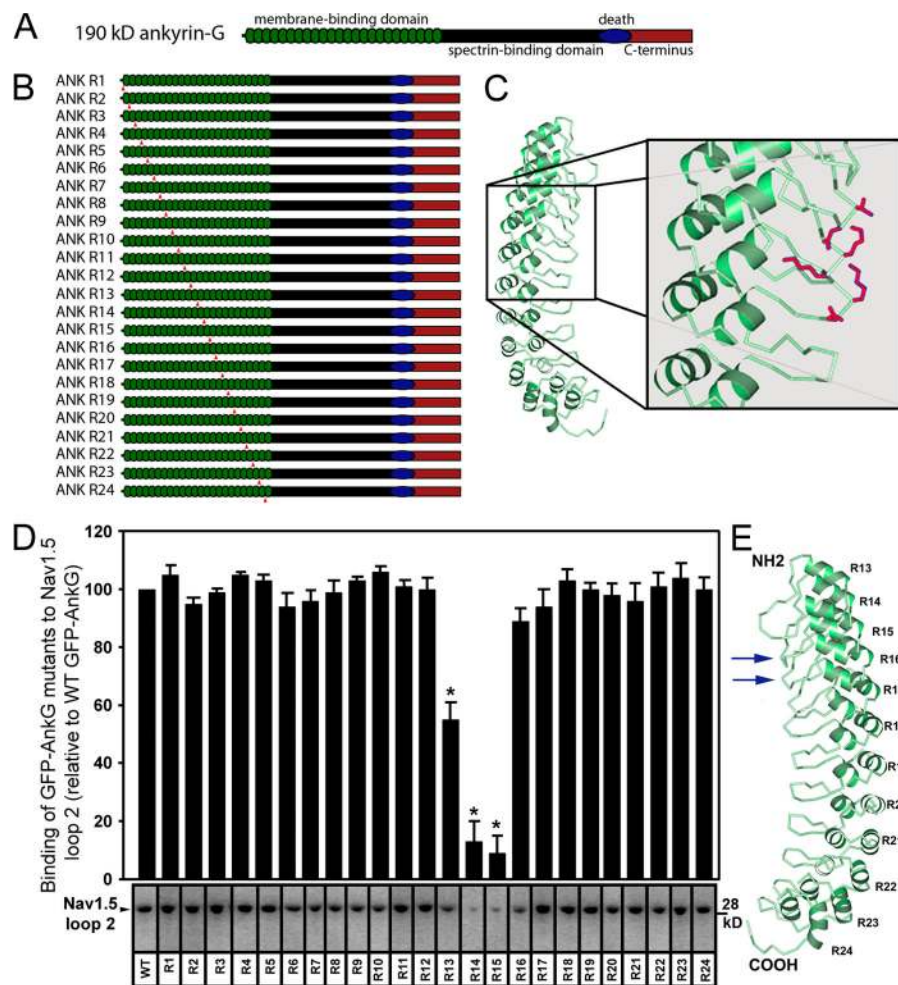 A
190 kD ankyrin-G
membrane-binding domain
death
spectrin-binding domain
C-terminus
B
ANK R1
ANK R2
ANK R3
ANK R4
ANK R5
ANK R6
ANK R7
ANK R8
ANK R9
ANK R10
ANK R11
ANK R12
ANK R13
ANK R14
ANK R15
ANK R16
ANK R17
ANK R18
ANK R19
ANK R20
ANK R21
ANK R22
ANK R23
ANK R24
C
D
Binding of GFP-AnkG mutants to Nav1.5
loop 2 (relative to WT GFP-AnkG)
120
100
80
60
40
20
0
* * *
Nav1.5
loop 2
28
kD
WT R1 R2 R3 R4 R5 R6 R7 R8 R9 R10 R11 R12 R13 R14 R15 R16 R17 R18 R19 R20 R21 R22 R23 R24
E
NH2
R13
R14
R15
R16
R1
R1
R1
R2
R21
R22
R23
R24
COOH